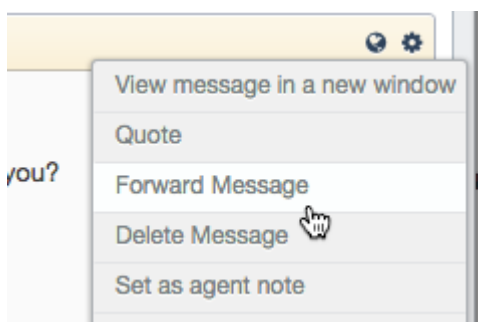 View message in a new window
Quote
you?
Forward Message
Delete Message
Set as agent note